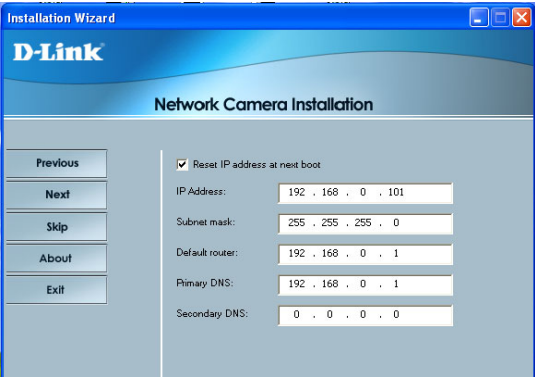 Installation Wizard
D-Link
Network Camera Installation
Previous
Next
Skip
About
Exit
Reset IP address at next boot
IP Address: 192 . 168 . 0 . 101
Subnet mask: 255 . 255 . 255 . 0
Default router: 192 . 168 . 0 . 1
Primary DNS: 192 . 168 . 0 . 1
Secondary DNS: 0 . 0 . 0 . 0